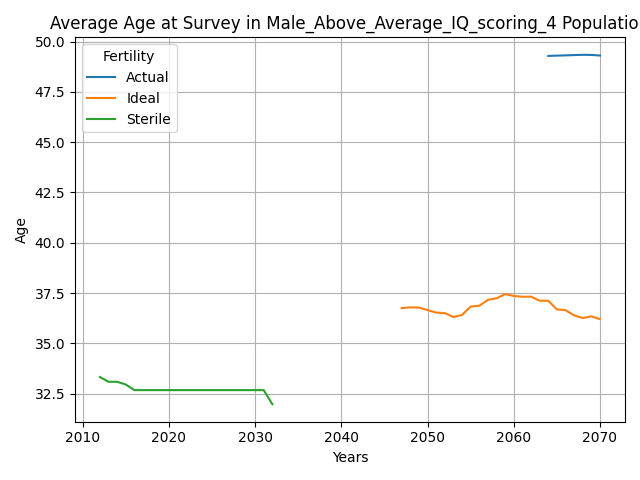 Average Age at Survey in Male_Above_Average_IQ_scoring_4 Populatio
Fertility
Actual
Ideal
Sterile
Age
50.0
47.5
45.0
42.5
40.0
37.5
35.0
32.5
2010 2020 2030 2040 2050 2060 2070
Years